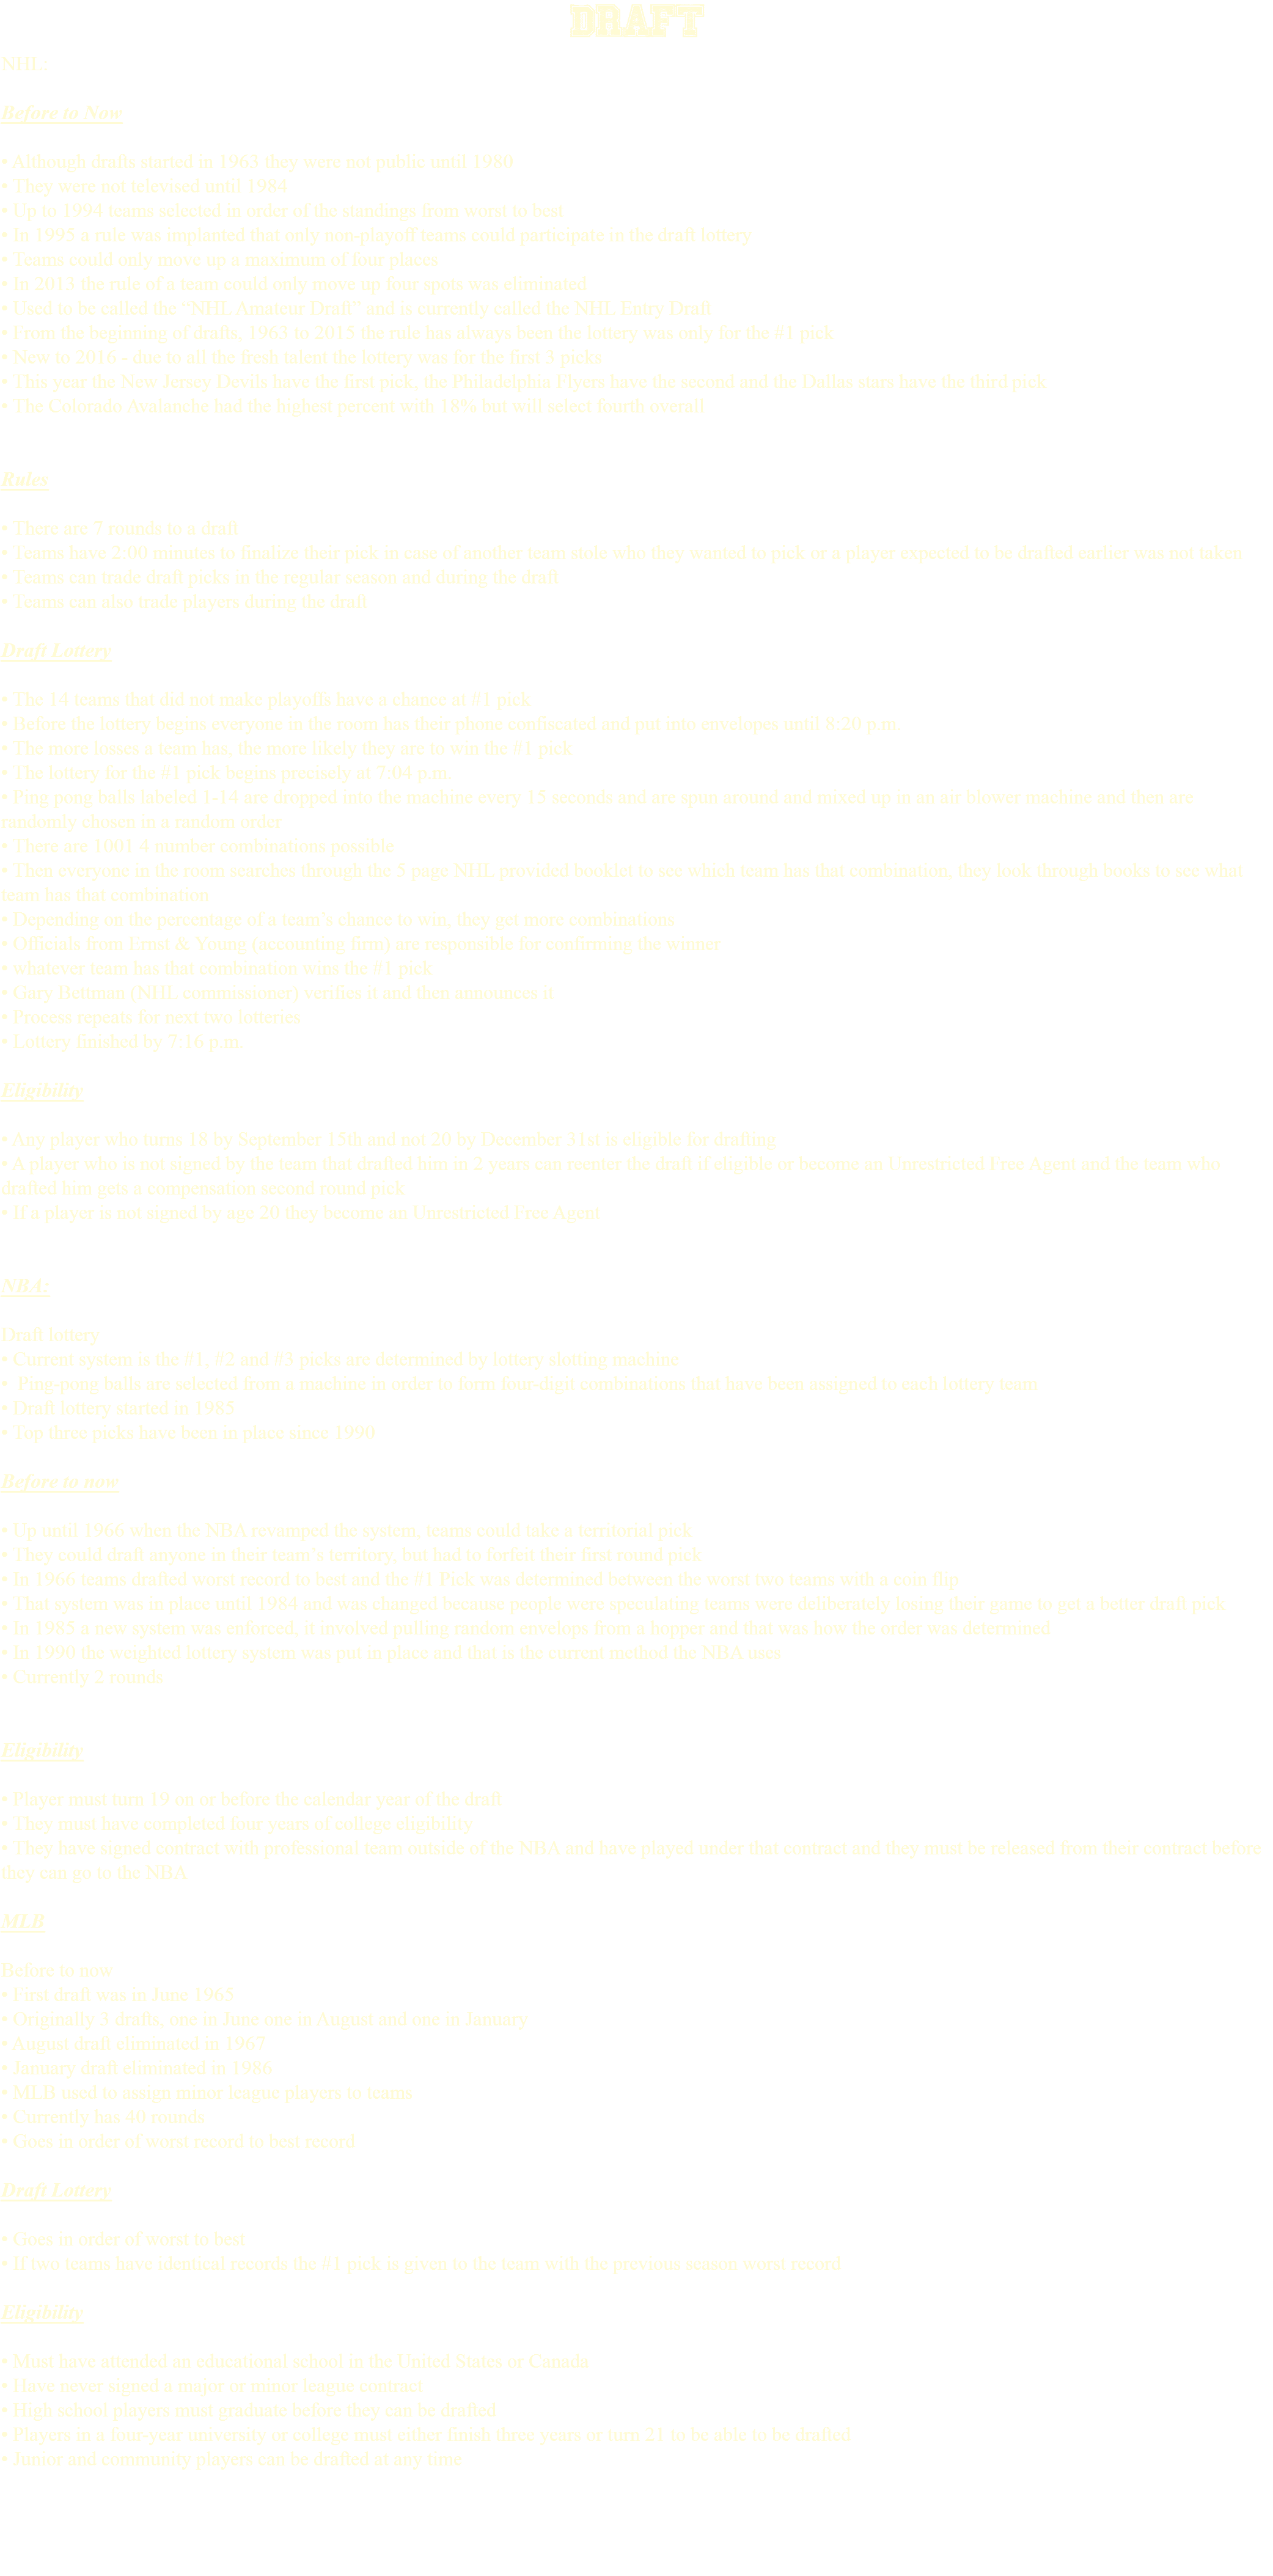 DRAFT
NHL:
Before to Now
• Although drafts started in 1963 they were not public until 1980
• They were not televised until 1984
• Up to 1994 teams selected in order of the standings from worst to best
• In 1995 a rule was implanted that only non-playoff teams could participate in the draft lottery
• Teams could only move up a maximum of four places
• In 2013 the rule of a team could only move up four spots was eliminated
• Used to be called the “NHL Amateur Draft” and is currently called the NHL Entry Draft
• From the beginning of drafts, 1963 to 2015 the rule has always been the lottery was only for the #1 pick
• New to 2016 - due to all the fresh talent the lottery was for the first 3 picks
• This year the New Jersey Devils have the first pick, the Philadelphia Flyers have the second and the Dallas stars have the third pick
• The Colorado Avalanche had the highest percent with 18% but will select fourth overall
Rules
• There are 7 rounds to a draft
• Teams have 2:00 minutes to finalize their pick in case of another team stole who they wanted to pick or a player expected to be drafted earlier was not taken
• Teams can trade draft picks in the regular season and during the draft
• Teams can also trade players during the draft
Draft Lottery
• The 14 teams that did not make playoffs have a chance at #1 pick
• Before the lottery begins everyone in the room has their phone confiscated and put into envelopes until 8:20 p.m.
• The more losses a team has, the more likely they are to win the #1 pick
• The lottery for the #1 pick begins precisely at 7:04 p.m.
• Ping pong balls labeled 1-14 are dropped into the machine every 15 seconds and are spun around and mixed up in an air blower machine and then are
randomly chosen in a random order
• There are 1001 4 number combinations possible
• Then everyone in the room searches through the 5 page NHL provided booklet to see which team has that combination, they look through books to see what
team has that combination
• Depending on the percentage of a team’s chance to win, they get more combinations
• Officials from Ernst & Young (accounting firm) are responsible for confirming the winner
• whatever team has that combination wins the #1 pick
• Gary Bettman (NHL commissioner) verifies it and then announces it
• Process repeats for next two lotteries
• Lottery finished by 7:16 p.m.
Eligibility
• Any player who turns 18 by September 15th and not 20 by December 31st is eligible for drafting
• A player who is not signed by the team that drafted him in 2 years can reenter the draft if eligible or become an Unrestricted Free Agent and the team who
drafted him gets a compensation second round pick
• If a player is not signed by age 20 they become an Unrestricted Free Agent
NBA:
Draft lottery
• Current system is the #1, #2 and #3 picks are determined by lottery slotting machine
• Ping-pong balls are selected from a machine in order to form four-digit combinations that have been assigned to each lottery team
• Draft lottery started in 1985
• Top three picks have been in place since 1990
Before to now
• Up until 1966 when the NBA revamped the system, teams could take a territorial pick
• They could draft anyone in their team’s territory, but had to forfeit their first round pick
• In 1966 teams drafted worst record to best and the #1 Pick was determined between the worst two teams with a coin flip
• That system was in place until 1984 and was changed because people were speculating teams were deliberately losing their game to get a better draft pick
• In 1985 a new system was enforced, it involved pulling random envelops from a hopper and that was how the order was determined
• In 1990 the weighted lottery system was put in place and that is the current method the NBA uses
• Currently 2 rounds
Eligibility
• Player must turn 19 on or before the calendar year of the draft
• They must have completed four years of college eligibility
• They have signed contract with professional team outside of the NBA and have played under that contract and they must be released from their contract before
they can go to the NBA
MLB
Before to now
• First draft was in June 1965
• Originally 3 drafts, one in June one in August and one in January
• August draft eliminated in 1967
• January draft eliminated in 1986
• MLB used to assign minor league players to teams
• Currently has 40 rounds
• Goes in order of worst record to best record
Draft Lottery
• Goes in order of worst to best
• If two teams have identical records the #1 pick is given to the team with the previous season worst record
Eligibility
• Must have attended an educational school in the United States or Canada
• Have never signed a major or minor league contract
• High school players must graduate before they can be drafted
• Players in a four-year university or college must either finish three years or turn 21 to be able to be drafted
• Junior and community players can be drafted at any time